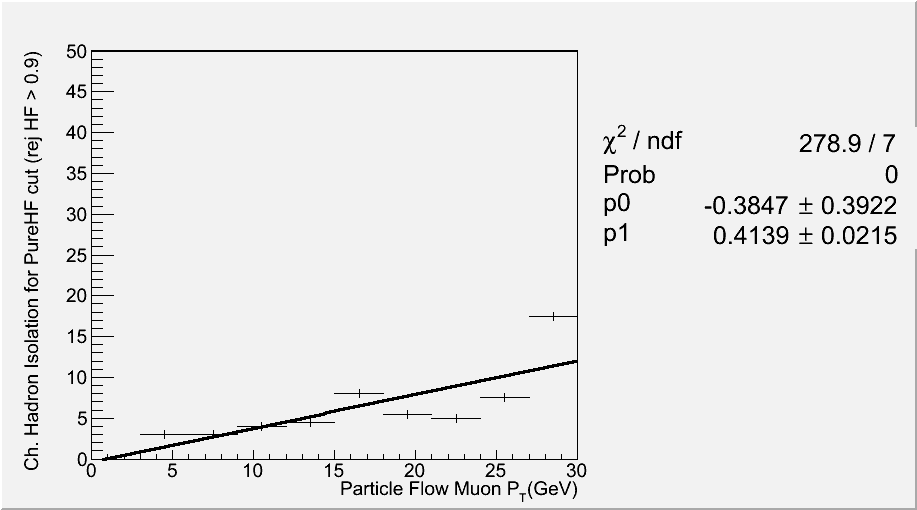 Ch. Hadron Isolation for PureHF cut (rej HF > 0.9)
50
45
40
35
30
25
20
15
10
5
0
0 5 10 15 20 25 30
Particle Flow Muon PT(GeV)
χ2 / ndf 278.9 / 7
Prob 0
p0 -0.3847 ± 0.3922
p1 0.4139 ± 0.0215